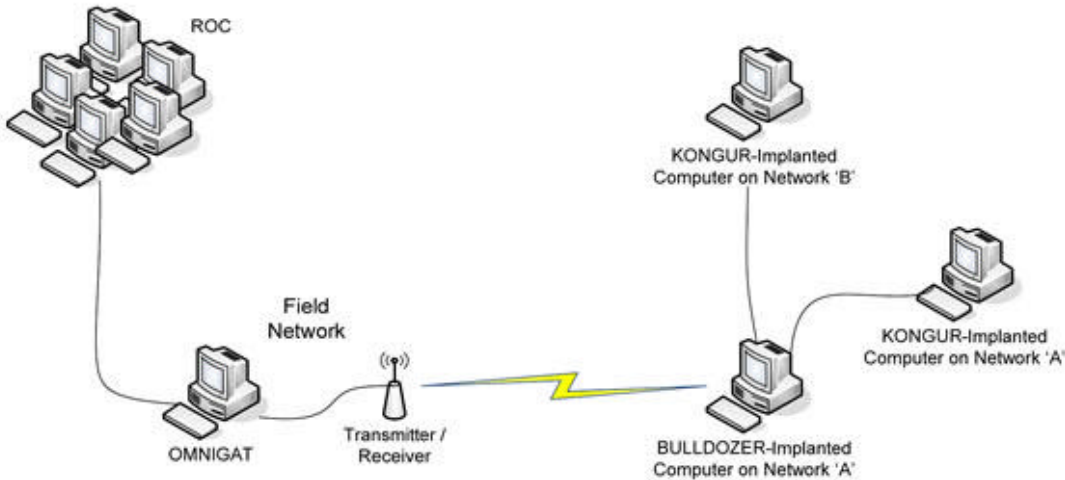 ROC
KONGUR-Implanted
Computer on Network ‘B’
KONGUR-Implanted
Computer on Network ‘A’
Field
Network
OMNIGAT
Transmitter /
Receiver
BULLDOZER-Implanted
Computer on Network ‘A’